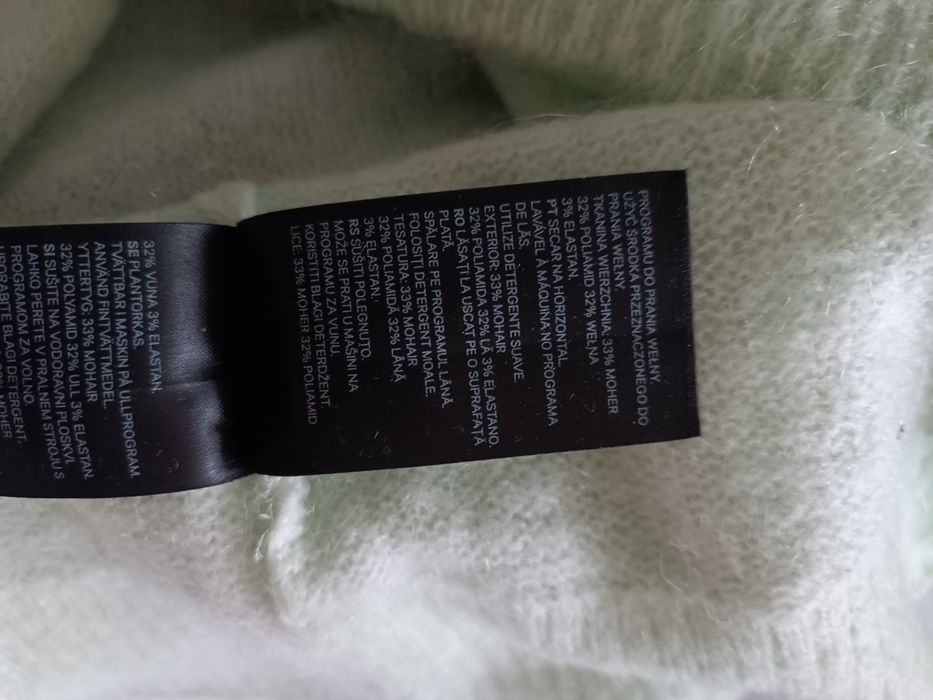 PROGRAMU DO PRANIA WEŁNY.
UŻYĆ ŚRODKA PRZEZNACZONEGO DO
PRANIA WEŁNY.
TKANINA WIERZCHNIA: 33% MOHER
32% POLIAMID 32% WEŁNA
3% ELASTAN.
PT SECAR NA HORIZONTAL.
LAVÁVEL À MÁQUINA NO PROGRAMA
DE LÃS.
UTILIZE DETERGENTE SUAVE.
EXTERIOR: 33% MOHAIR
32% POLIAMIDA 32% LÃ 3% ELASTANO.
RO LĂSAȚI LA USCAT PE O SUPRAFAȚĂ
PLATĂ.
SPĂLARE PE PROGRAMUL LÂNĂ.
FOLOSIȚI DETERGENT MOALE.
ȚESĂTURĂ: 33% MOHAIR
32% POLIAMIDĂ 32% LÂNĂ
3% ELASTAN.
RS SUŠITI POLEGNUTO.
MOŽE SE PRATI U MAŠINI NA
PROGRAMU ZA VUNU.
KORISTITI BLAGI DETERDŽENT.
LICE: 33% MOHER 32% POLIAMID
32% VUNA 3% ELASTAN.
SE PLANTORKAS.
TVÄTTBAR I MASKIN PÅ ULLPROGRAM.
ANVÄND FINTVÄTTMEDEL.
YTTERTYG: 33% MOHAIR
32% POLYAMID 32% ULL 3% ELASTAN.
SI SUŠITE NA VODORAVNI PLOSKVI.
LAHKO PERETE V PRALNEM STROJU S
PROGRAMOM ZA VOLNO.
DETERGENT.
MOHER